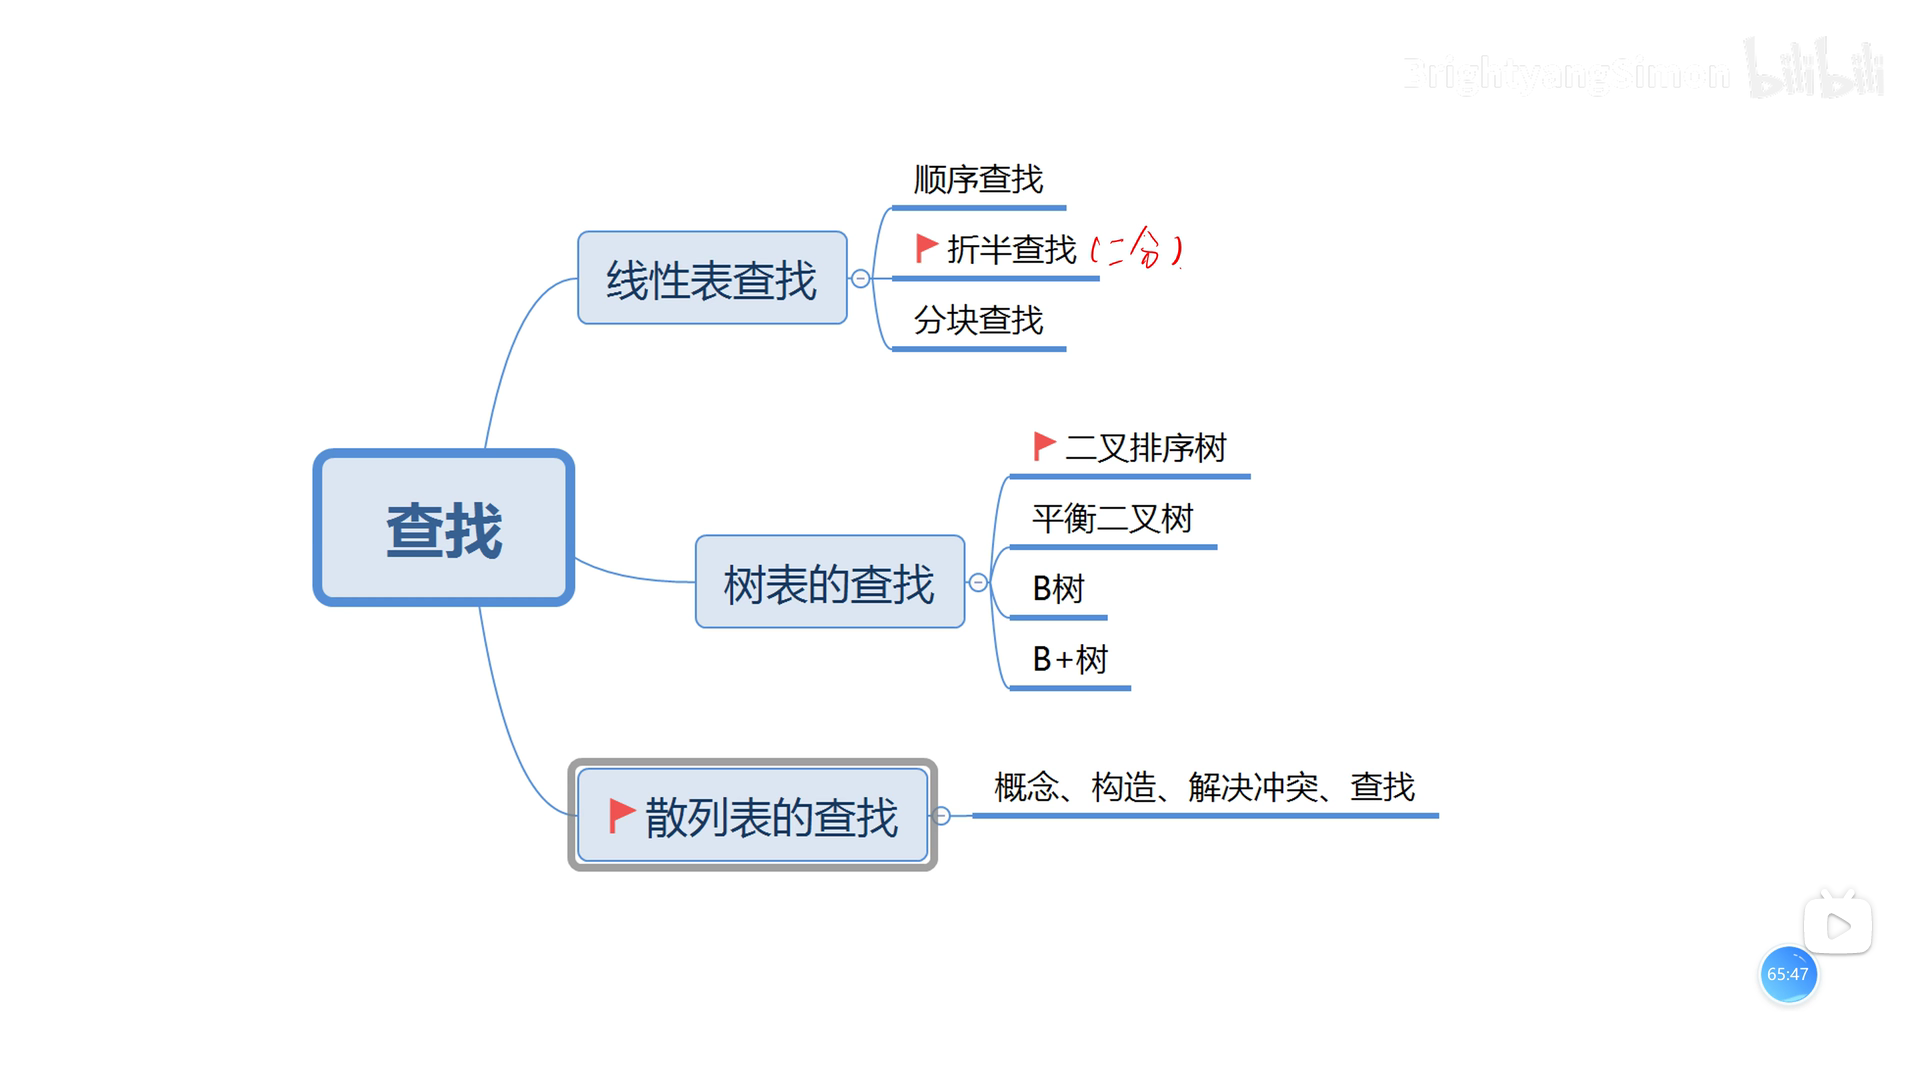 BrightyangSimon bilibili
顺序查找
折半查找 (二分)
线性表查找
分块查找
二叉排序树
平衡二叉树
查找
树表的查找
B树
B+树
概念、构造、解决冲突、查找
散列表的查找
65:47